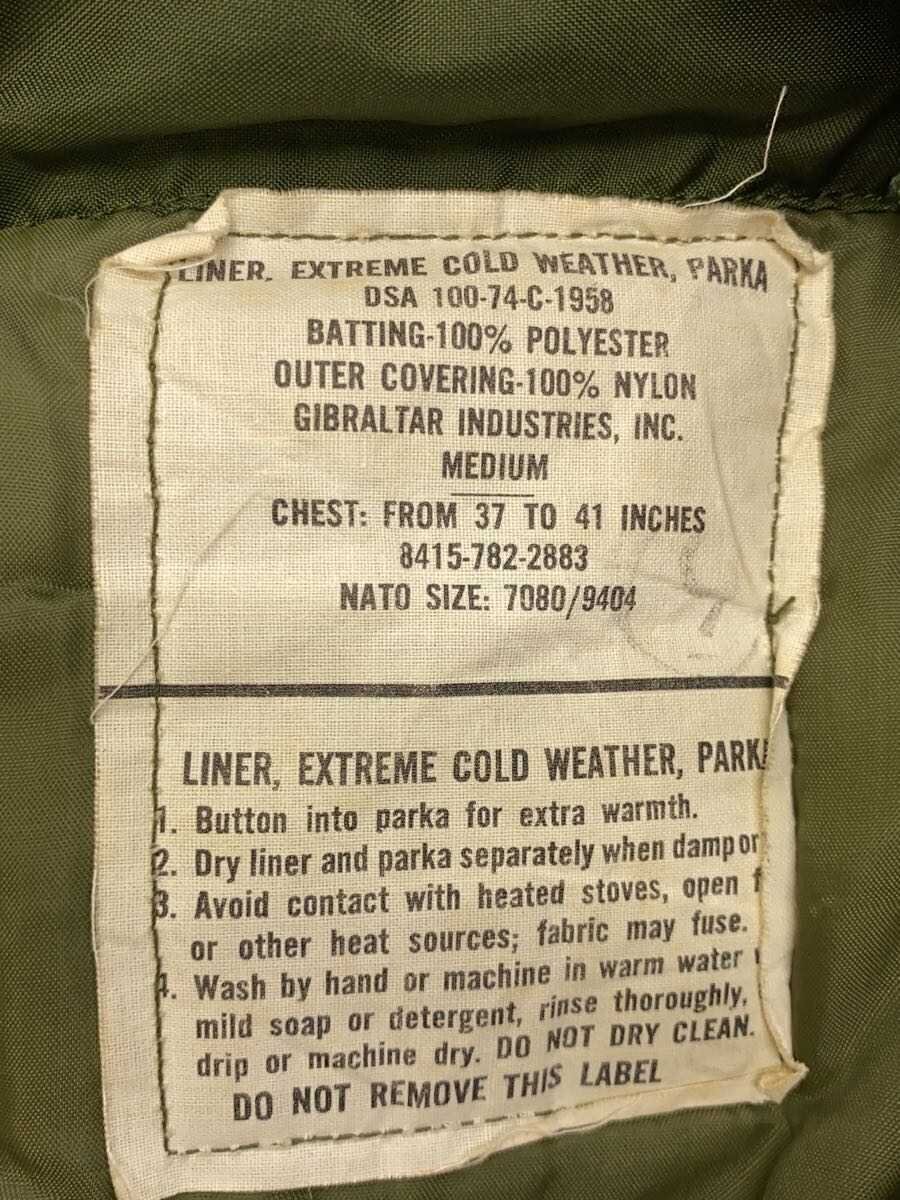 LINER, EXTREME COLD WEATHER, PARKA
DSA 100-74-C-1958
BATTING-100% POLYESTER
OUTER COVERING-100% NYLON
GIBRALTAR INDUSTRIES, INC.
MEDIUM
CHEST: FROM 37 TO 41 INCHES
8415-782-2883
NATO SIZE: 7080/9404
LINER, EXTREME COLD WEATHER, PARKA
1. Button into parka for extra warmth.
2. Dry liner and parka separately when damp or
3. Avoid contact with heated stoves, open
or other heat sources; fabric may fuse.
4. Wash by hand or machine in warm water
mild soap or detergent, rinse thoroughly,
drip or machine dry. DO NOT DRY CLEAN.
DO NOT REMOVE THIS LABEL